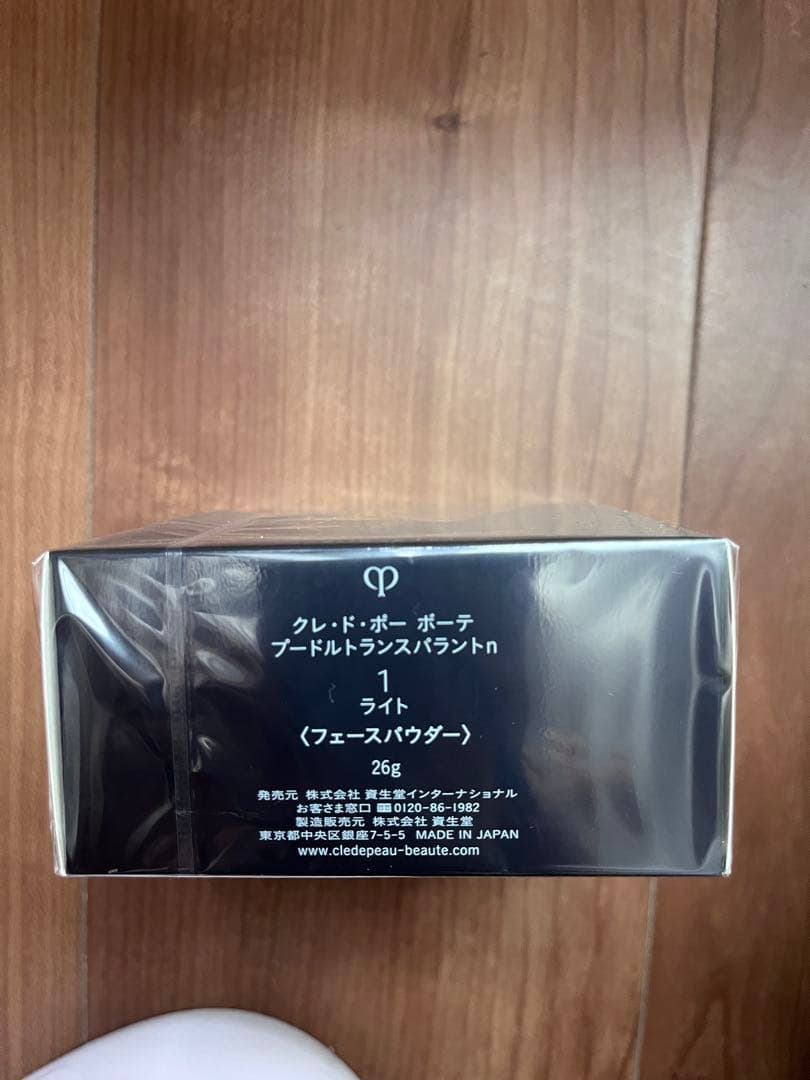 クレ・ド・ポー ボーテ
プードルトランスパラントn
1
ライト
〈フェースパウダー〉
26g
発売元 株式会社 資生堂インターナショナル
お客さま窓口 0120-86-1982
製造販売元 株式会社 資生堂
東京都中央区銀座7-5-5 MADE IN JAPAN
www.cledepeau-beaute.com